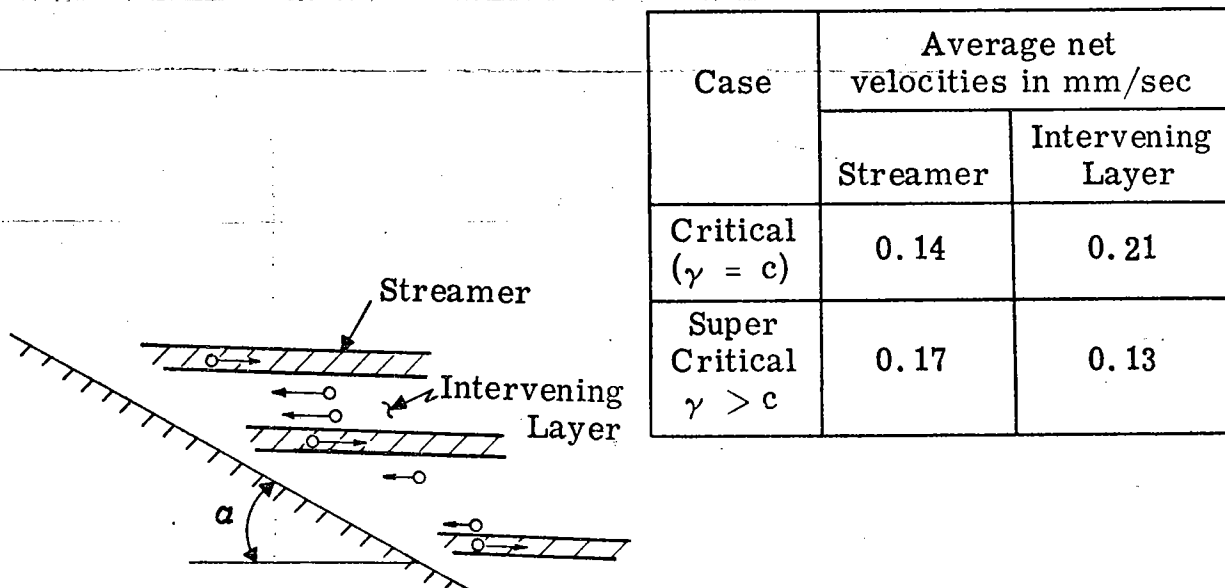 Case
Average net
velocities in mm/sec
Streamer
Intervening
Layer
Critical
(γ = c)
0.14
0.21
Super
Critical
γ > c
0.17
0.13
Streamer
Intervening
Layer
α